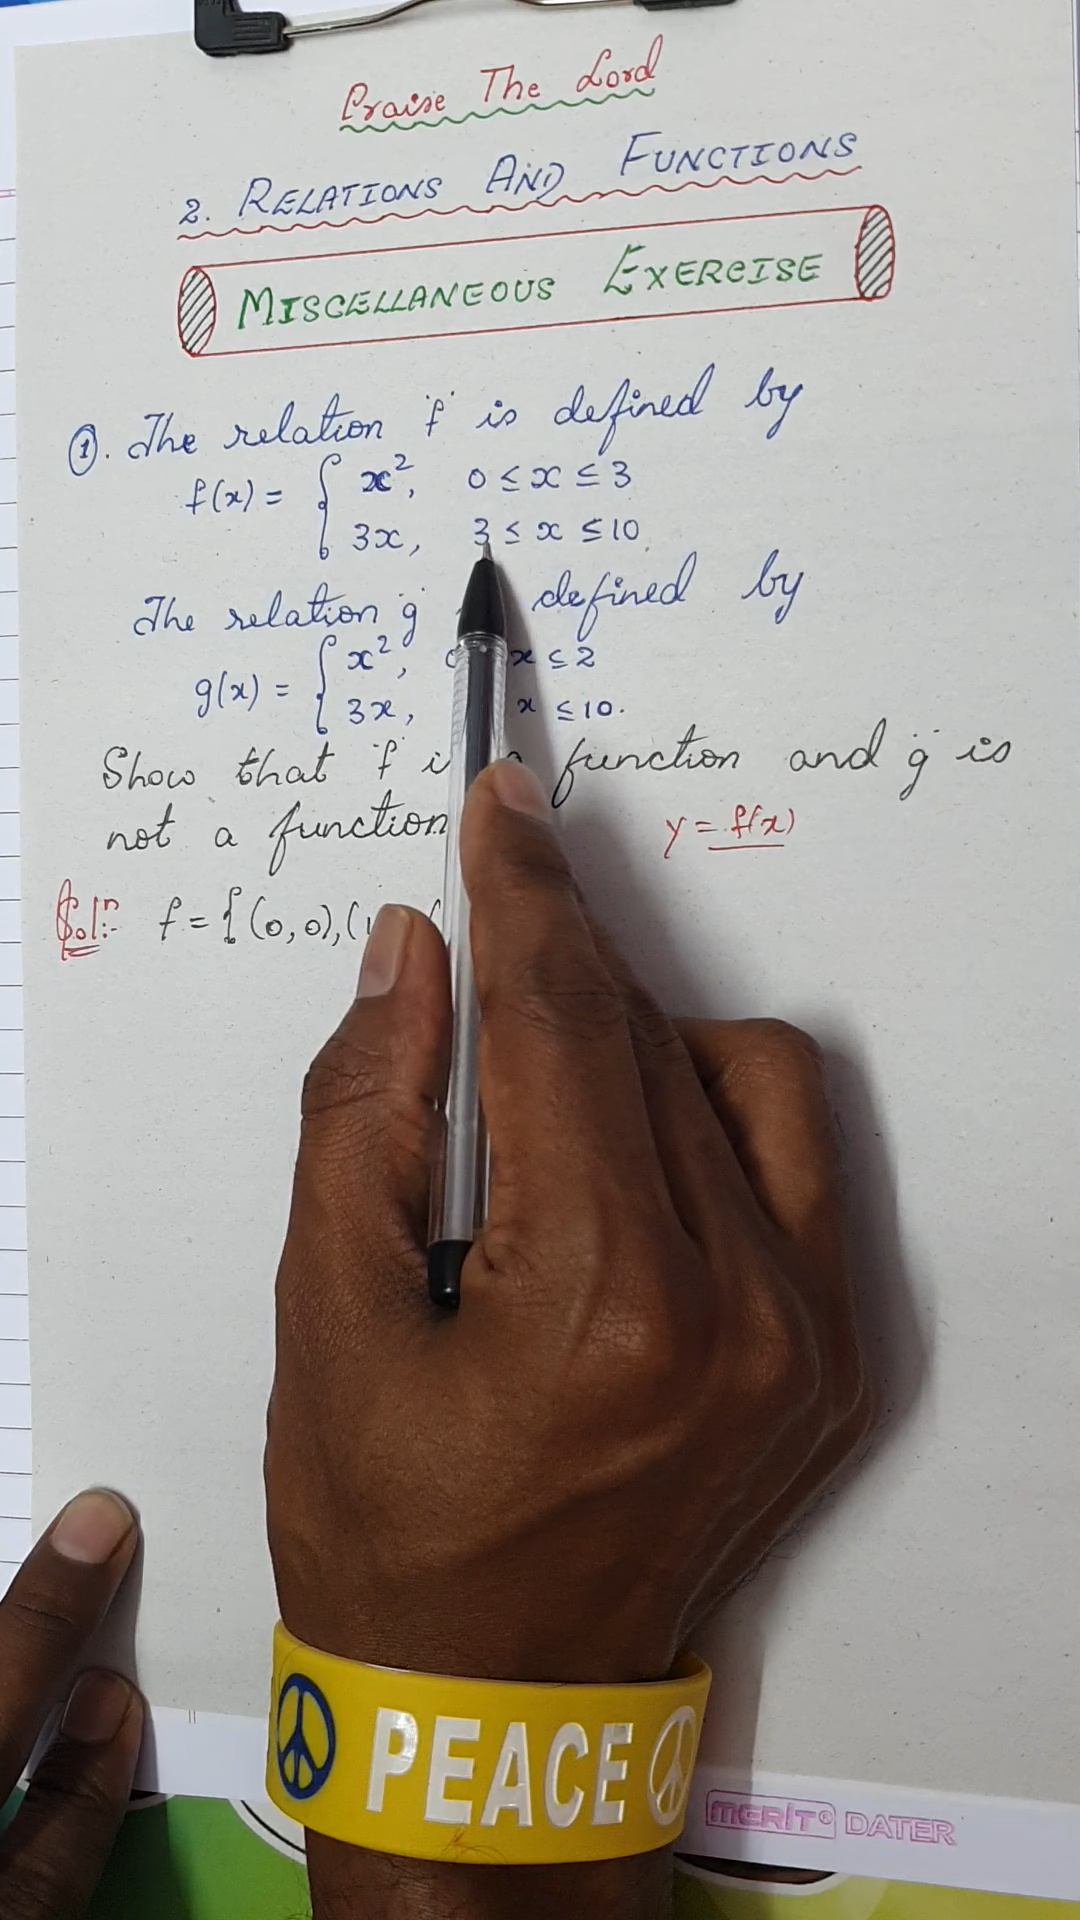 Praise The Lord
2. RELATIONS AND FUNCTIONS
MISCELLANEOUS EXERCISE
①. The relation 'f' is defined by
f(x) = { x², 0 ≤ x ≤ 3
3x, 3 ≤ x ≤ 10
The relation 'g' defined by
g(x) = { x², x ≤ 2
3x, x ≤ 10.
Show that 'f' i function and 'g' is
not a function
y = f(x)
Solⁿ:- f = { (0,0), (1
PEACE
MERIT DATER